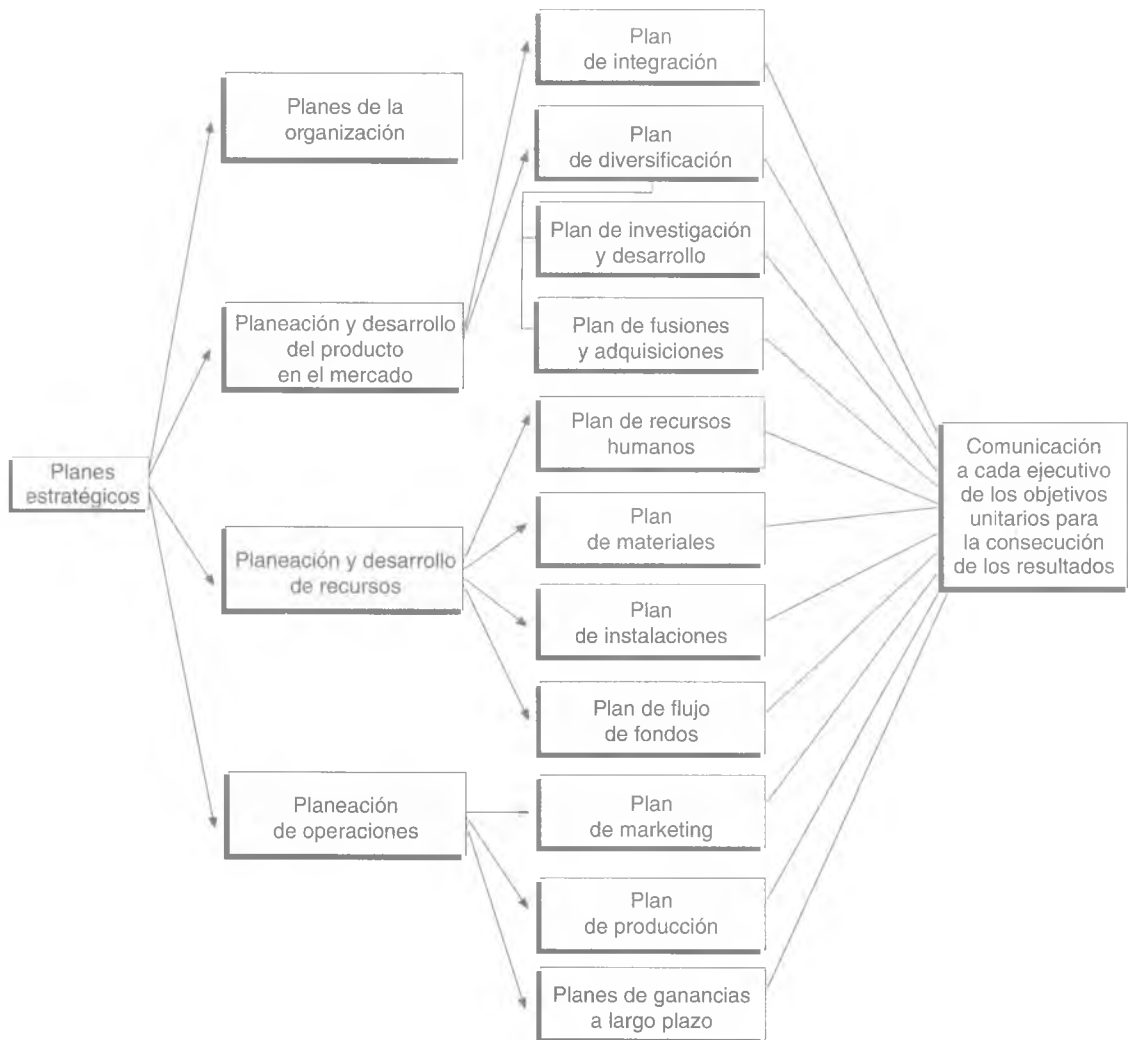 Planes
estratégicos
Planes de la
organización
Planeación y desarrollo
del producto
en el mercado
Planeación y desarrollo
de recursos
Planeación
de operaciones
Plan
de integración
Plan
de diversificación
Plan de investigación
y desarrollo
Plan de fusiones
y adquisiciones
Plan de recursos
humanos
Plan
de materiales
Plan
de instalaciones
Plan de flujo
de fondos
Plan
de marketing
Plan
de producción
Planes de ganancias
a largo plazo
Comunicación
a cada ejecutivo
de los objetivos
unitarios para
la consecución
de los resultados